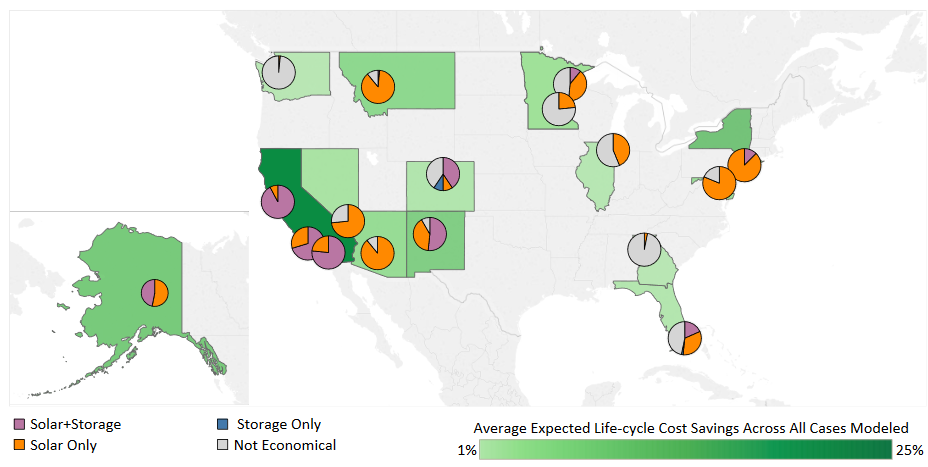 Solar+Storage
Storage Only
Average Expected Life-cycle Cost Savings Across All Cases Modeled
Solar Only
Not Economical
1%
25%